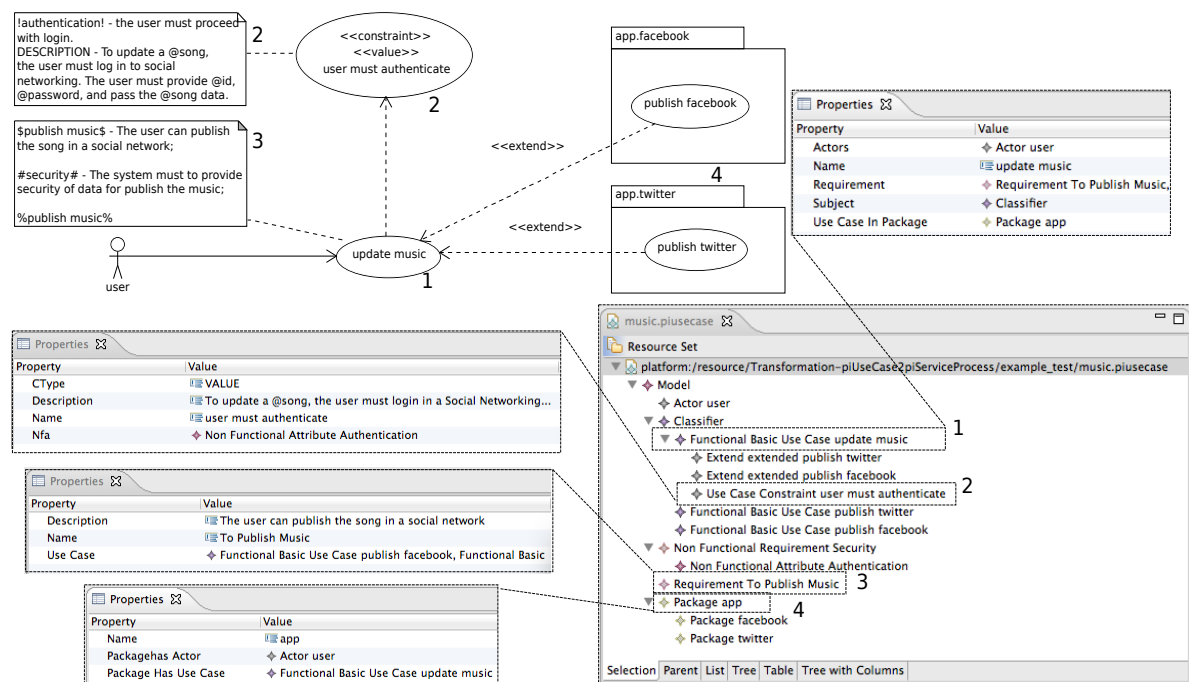 !authentication! - the user must proceed
with login.
DESCRIPTION - To update a @song,
the user must log in to social
networking. The user must provide @id,
@password, and pass the @song data.
2
<<constraint>>
<<value>>
user must authenticate
2
$publish music$ - The user can publish
the song in a social network;
#security# - The system must to provide
security of data for publish the music;
%publish music%
3
user
update music
1
<<extend>>
<<extend>>
app.facebook
publish facebook
4
app.twitter
publish twitter
Properties
Property Value
Actors Actor user
Name update music
Requirement Requirement To Publish Music,
Subject Classifier
Use Case In Package Package app
Properties
Property Value
CType VALUE
Description To update a @song, the user must login in a Social Networking...
Name user must authenticate
Nfa Non Functional Attribute Authentication
Properties
Property Value
Description The user can publish the song in a social network
Name To Publish Music
Use Case Functional Basic Use Case publish facebook, Functional Basic
Properties
Property Value
Name app
Packagehas Actor Actor user
Package Has Use Case Functional Basic Use Case update music
music.piusecase
Resource Set
platform:/resource/Transformation-piUseCase2piServiceProcess/example_test/music.piusecase
Model
Actor user
Classifier
Functional Basic Use Case update music
1
Extend extended publish twitter
Extend extended publish facebook
Use Case Constraint user must authenticate
2
Functional Basic Use Case publish twitter
Functional Basic Use Case publish facebook
Non Functional Requirement Security
Non Functional Attribute Authentication
Requirement To Publish Music
3
Package app
4
Package facebook
Package twitter
Selection Parent List Tree Table Tree with Columns